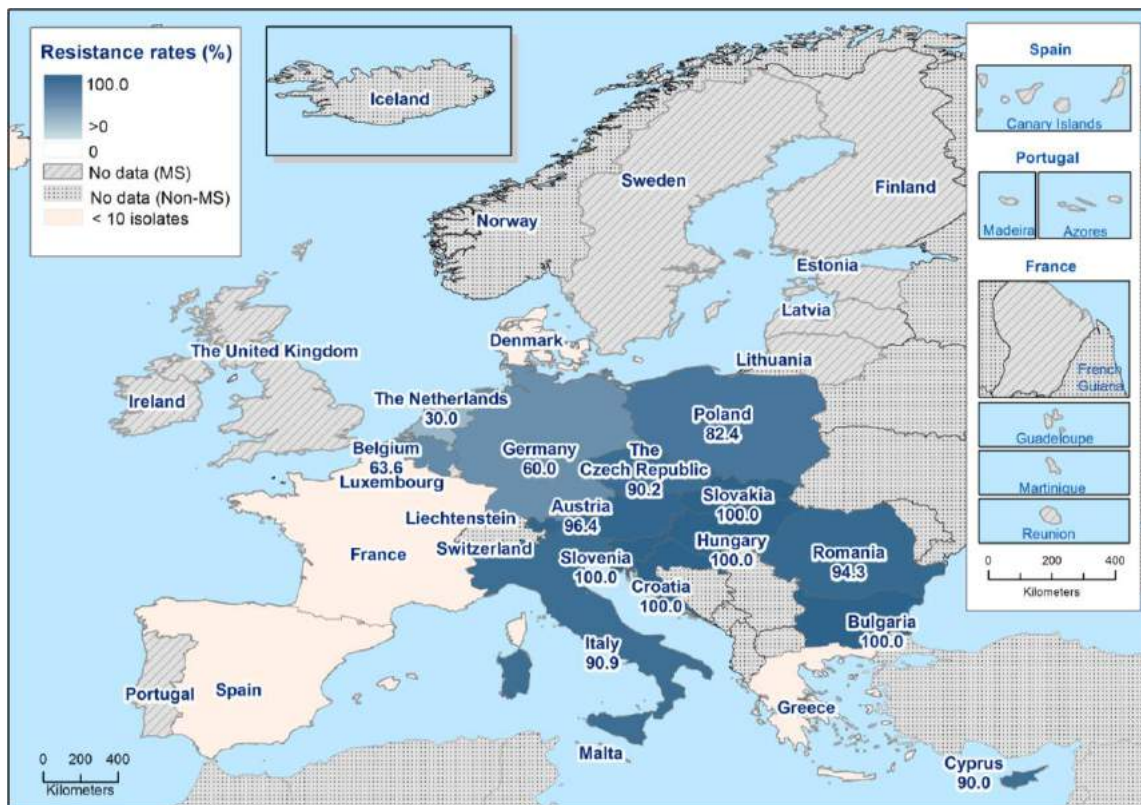 Resistance rates (%)
100.0
>0
0
No data (MS)
No data (Non-MS)
< 10 isolates
Iceland
Spain
Canary Islands
Portugal
Madeira
Azores
France
French
Guiana
Guadeloupe
Martinique
Reunion
0 200 400
Kilometers
Sweden
Finland
Norway
Estonia
Latvia
Denmark
Lithuania
The United Kingdom
Ireland
The Netherlands
30.0
Poland
82.4
Belgium
63.6
Germany
60.0
The
Czech Republic
90.2
Luxembourg
Slovakia
100.0
Austria
96.4
Liechtenstein
Hungary
100.0
Switzerland
France
Slovenia
100.0
Romania
94.3
Croatia
100.0
Bulgaria
100.0
Italy
90.9
Portugal
Spain
Greece
Malta
Cyprus
90.0
0 200 400
Kilometers